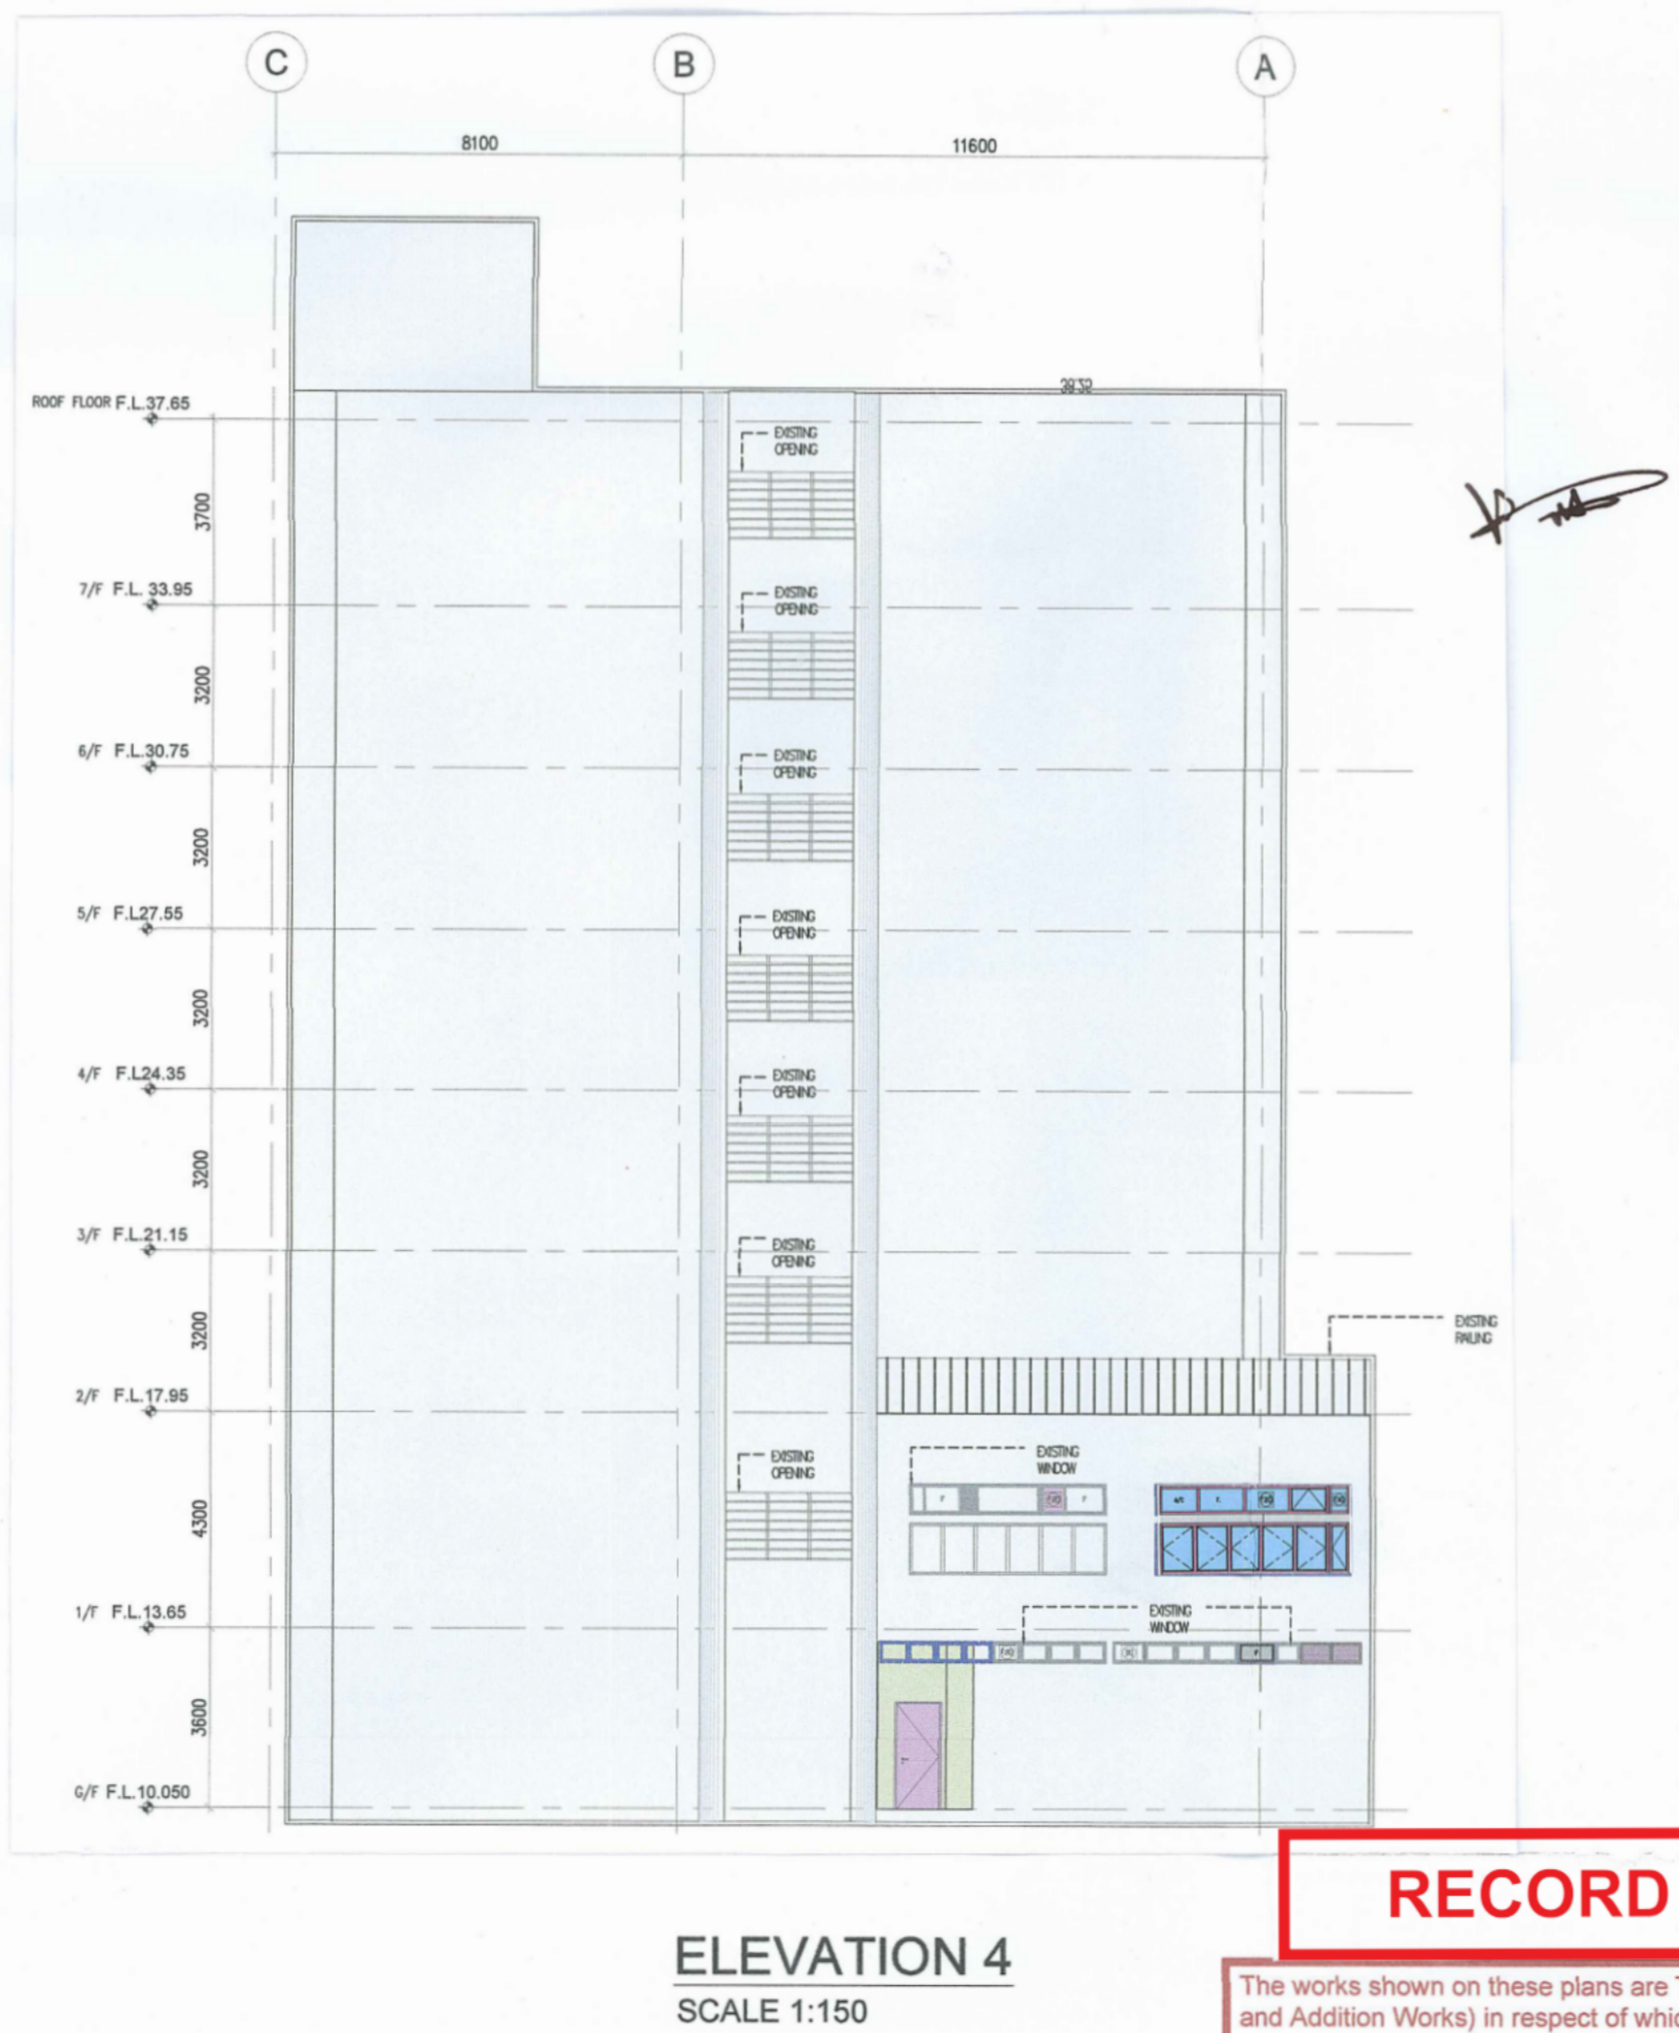 C
B
A
8100
11600
ROOF FLOOR F.L.37.65
3700
7/F F.L. 33.95
3200
6/F F.L.30.75
3200
5/F F.L27.55
3200
4/F F.L24.35
3200
3/F F.L.21.15
3200
2/F F.L.17.95
4300
1/F F.L.13.65
3600
G/F F.L.10.050
EXISTING
OPENING
EXISTING
OPENING
EXISTING
OPENING
EXISTING
OPENING
EXISTING
OPENING
EXISTING
OPENING
EXISTING
OPENING
EXISTING
RAILING
EXISTING
WINDOW
F
F
EXISTING
WINDOW
ELEVATION 4
SCALE 1:150
RECORD
The works shown on these plans are
and Addition Works) in respect of